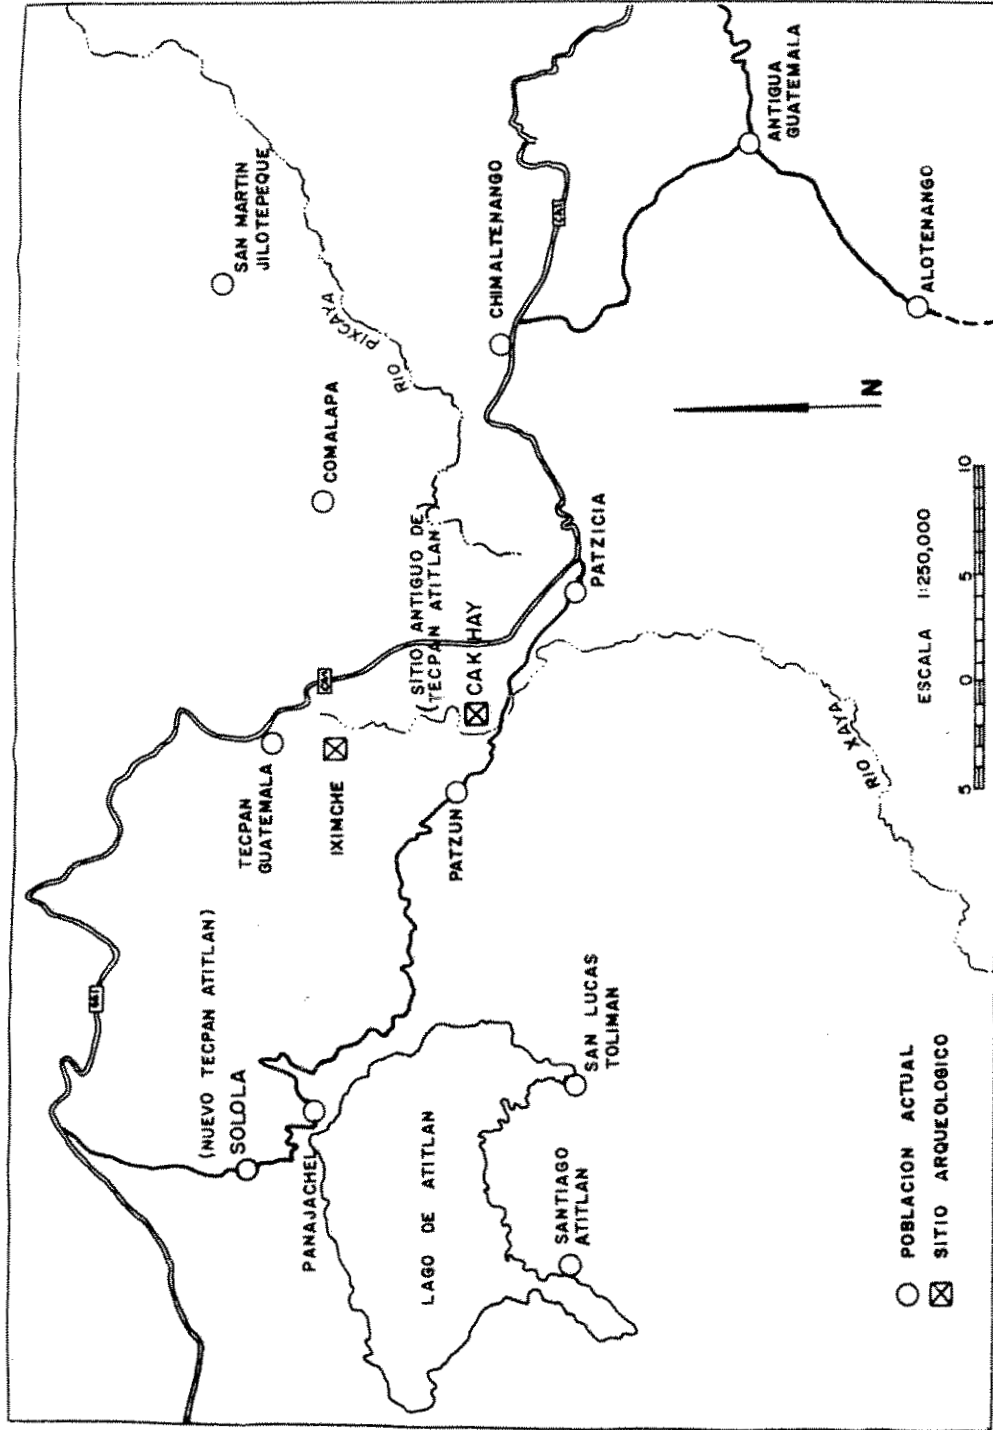 SAN MARTIN
JILOTEPEQUE
COMALAPA
RIO PIXCAYA
CHIMALTENANGO
CA1
ANTIGUA
GUATEMALA
ALOTENANGO
N
SITIO ANTIGUO DE
(TECPAN ATITLAN)
CAKHAY
PATZICIA
TECPAN
GUATEMALA
IXIMCHE
PATZUN
RIO XAYA
(NUEVO TECPAN ATITLAN)
SOLOLA
PANAJACHEL
LAGO DE ATITLAN
SAN LUCAS
TOLIMAN
SANTIAGO
ATITLAN
ESCALA 1:250,000
5 0 5 10
POBLACION ACTUAL
SITIO ARQUEOLOGICO